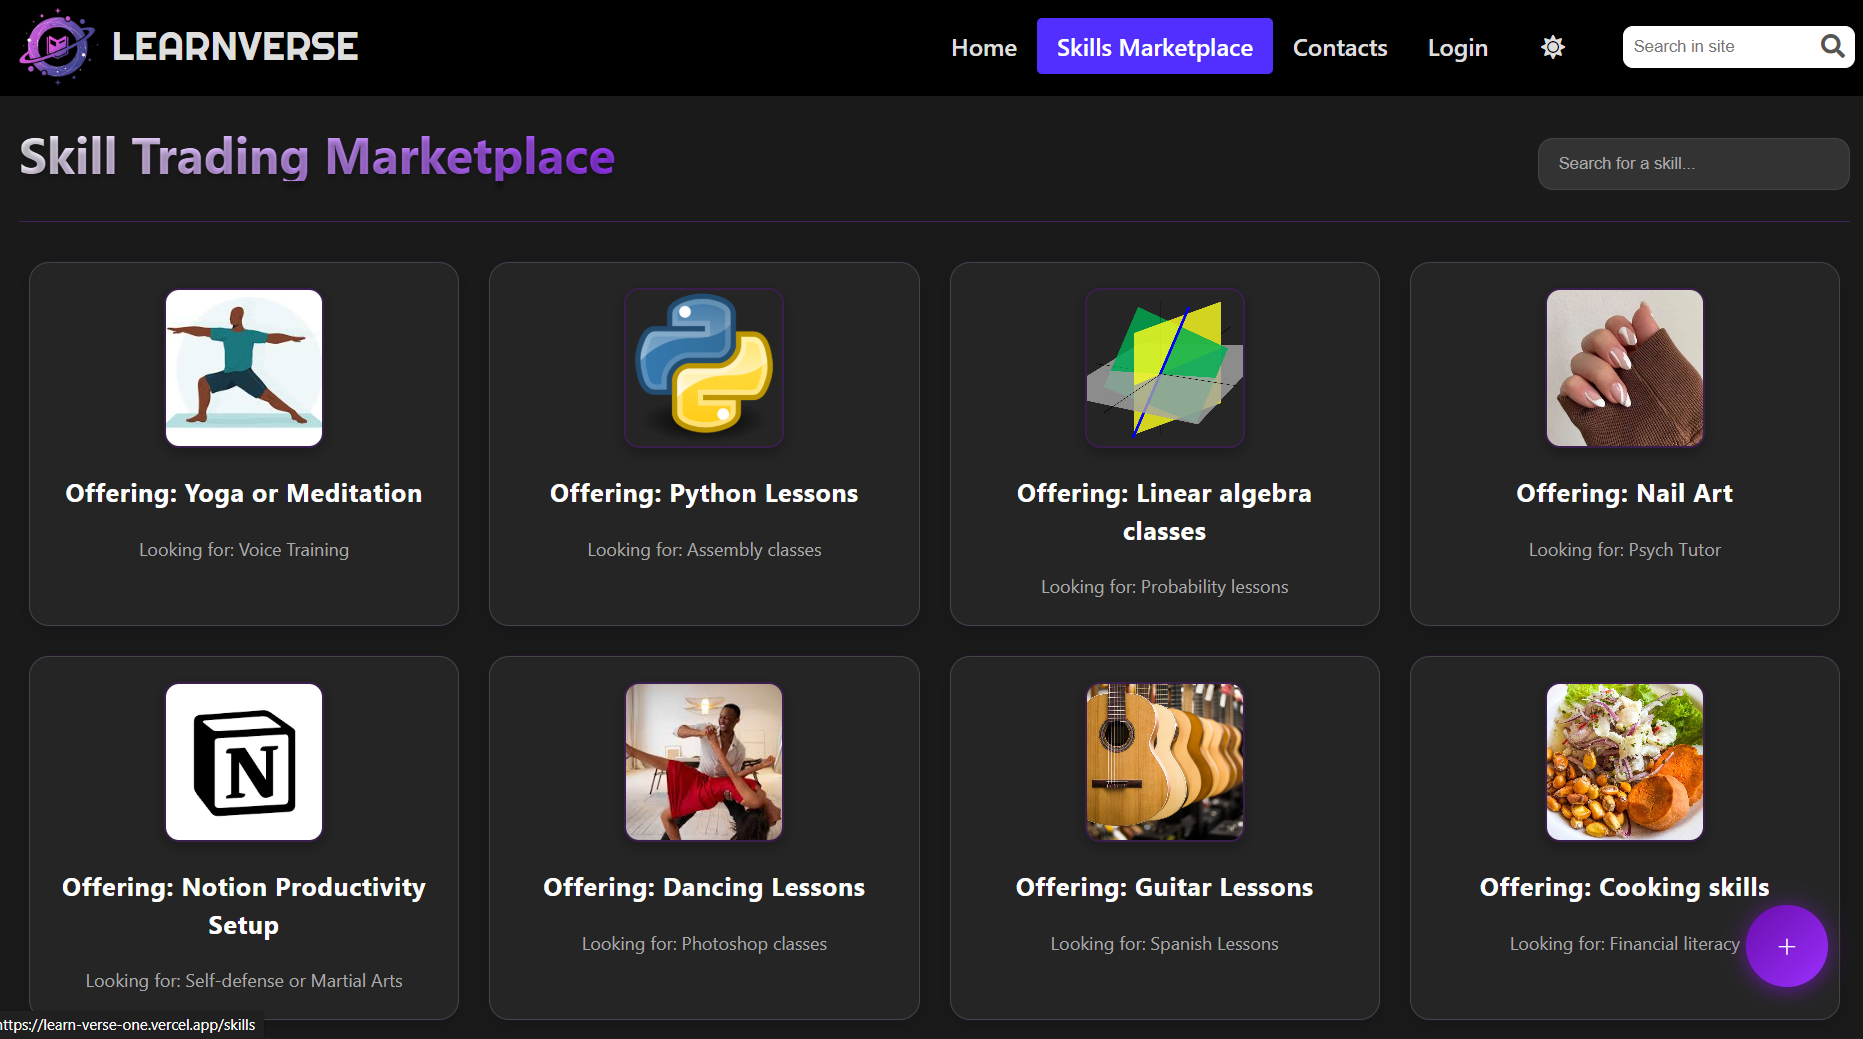 LEARNVERSE
Home
Skills Marketplace
Contacts
Login
Search in site
Skill Trading Marketplace
Search for a skill...
Offering: Yoga or Meditation
Looking for: Voice Training
Offering: Python Lessons
Looking for: Assembly classes
Offering: Linear algebra
classes
Looking for: Probability lessons
Offering: Nail Art
Looking for: Psych Tutor
N
Offering: Notion Productivity
Setup
Looking for: Self-defense or Martial Arts
Offering: Dancing Lessons
Looking for: Photoshop classes
Offering: Guitar Lessons
Looking for: Spanish Lessons
Offering: Cooking skills
Looking for: Financial literacy
+
https://learn-verse-one.vercel.app/skills